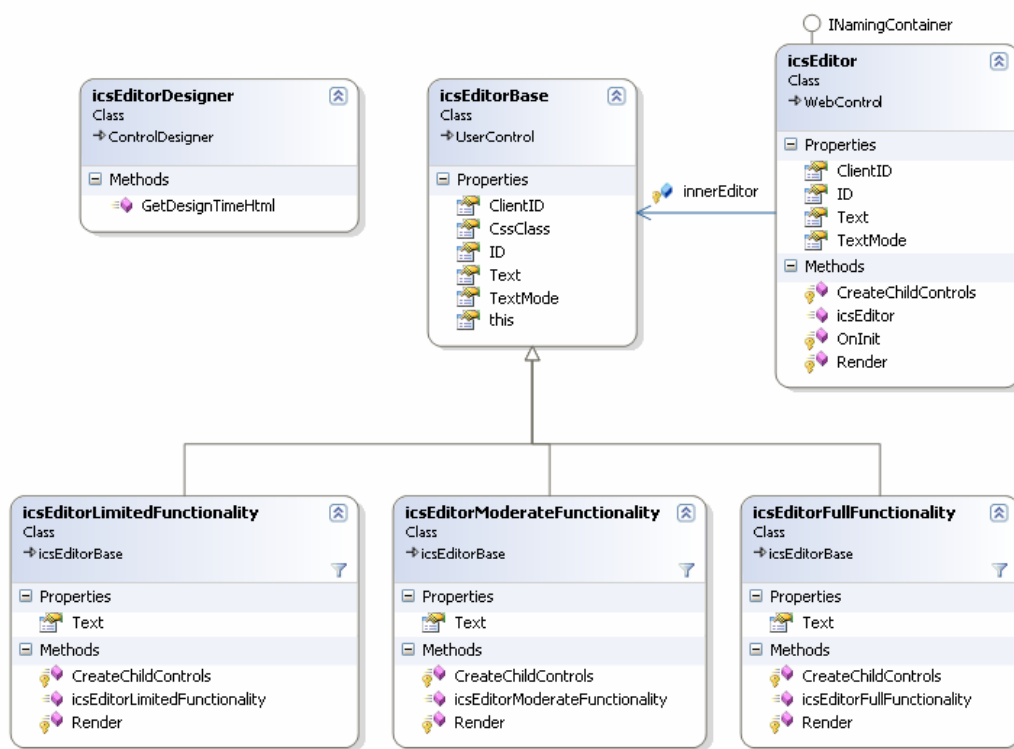 INamingContainer
icsEditorDesigner
Class
ControlDesigner
Methods
GetDesignTimeHtml
icsEditorBase
Class
UserControl
Properties
ClientID
CssClass
ID
Text
TextMode
this
innerEditor
icsEditor
Class
WebControl
Properties
ClientID
ID
Text
TextMode
Methods
CreateChildControls
icsEditor
OnInit
Render
icsEditorLimitedFunctionality
Class
icsEditorBase
Properties
Text
Methods
CreateChildControls
icsEditorLimitedFunctionality
Render
icsEditorModerateFunctionality
Class
icsEditorBase
Properties
Text
Methods
CreateChildControls
icsEditorModerateFunctionality
Render
icsEditorFullFunctionality
Class
icsEditorBase
Properties
Text
Methods
CreateChildControls
icsEditorFullFunctionality
Render